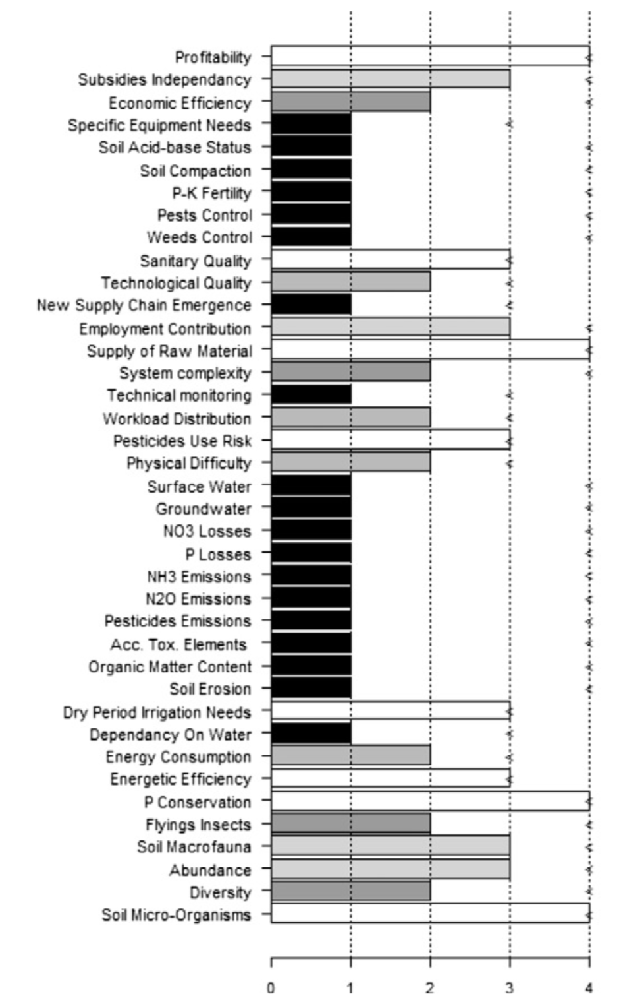 Profitability
Subsidies Independancy
Economic Efficiency
Specific Equipment Needs
Soil Acid-base Status
Soil Compaction
P-K Fertility
Pests Control
Weeds Control
Sanitary Quality
Technological Quality
New Supply Chain Emergence
Employment Contribution
Supply of Raw Material
System complexity
Technical monitoring
Workload Distribution
Pesticides Use Risk
Physical Difficulty
Surface Water
Groundwater
NO3 Losses
P Losses
NH3 Emissions
N2O Emissions
Pesticides Emissions
Acc. Tox. Elements
Organic Matter Content
Soil Erosion
Dry Period Irrigation Needs
Dependancy On Water
Energy Consumption
Energetic Efficiency
P Conservation
Flyings Insects
Soil Macrofauna
Abundance
Diversity
Soil Micro-Organisms
0 1 2 3 4